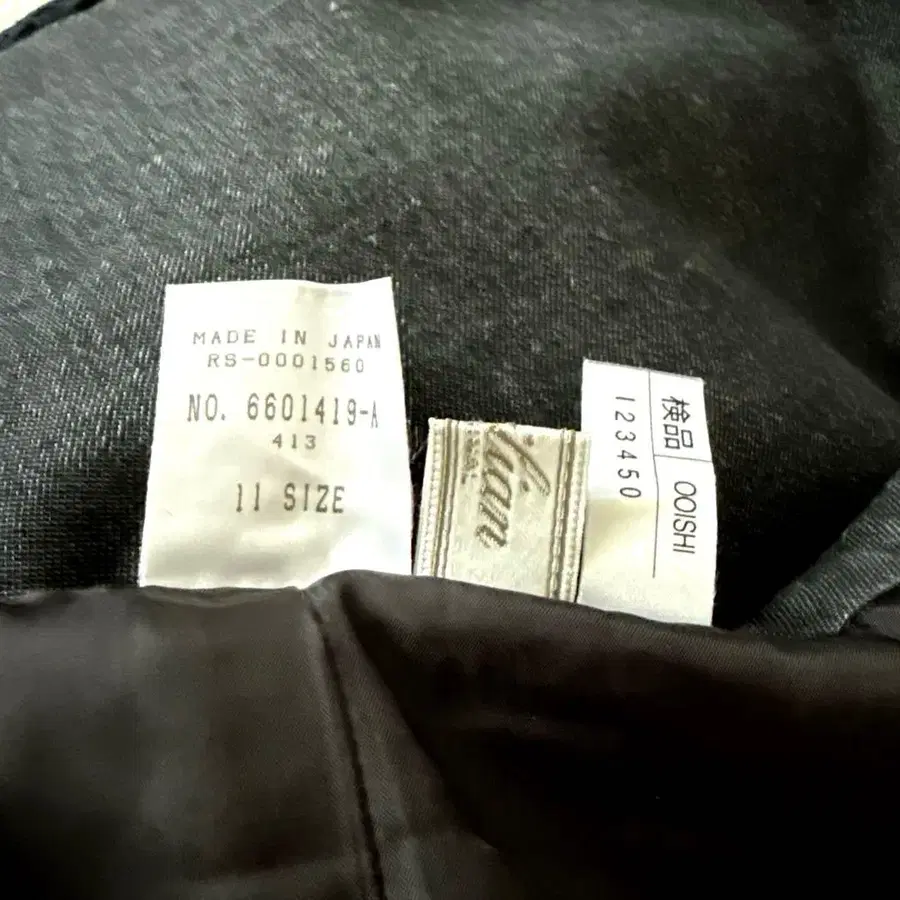 MADE IN JAPAN
RS-0001560
NO. 6601419-A
413
11 SIZE
検品 OOISHI
123450